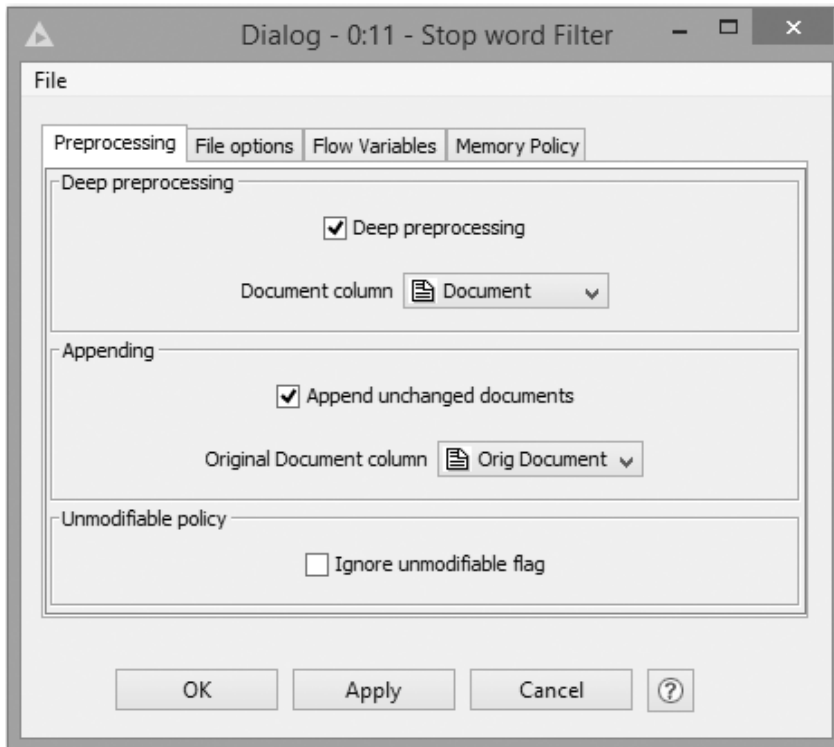 Dialog - 0:11 - Stop word Filter
File
Preprocessing File options Flow Variables Memory Policy
Deep preprocessing
Deep preprocessing
Document column Document
Appending
Append unchanged documents
Original Document column Orig Document
Unmodifiable policy
Ignore unmodifiable flag
OK Apply Cancel ?